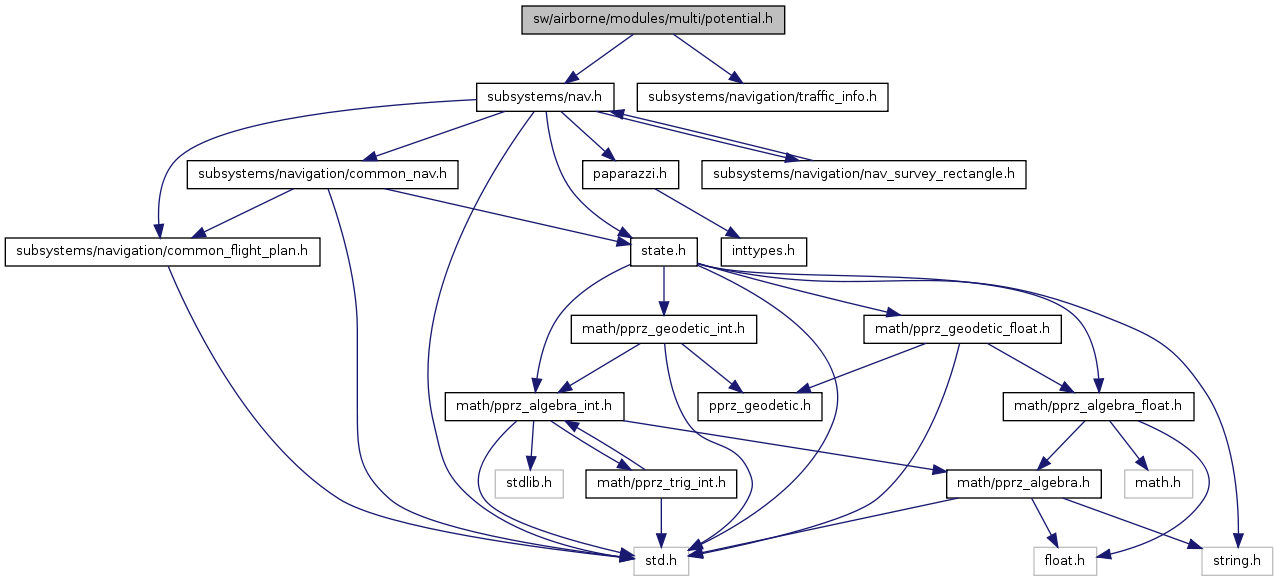 sw/airborne/modules/multi/potential.h
subsystems/nav.h
subsystems/navigation/traffic_info.h
subsystems/navigation/common_nav.h
paparazzi.h
subsystems/navigation/nav_survey_rectangle.h
subsystems/navigation/common_flight_plan.h
state.h
inttypes.h
math/pprz_geodetic_int.h
math/pprz_geodetic_float.h
math/pprz_algebra_int.h
pprz_geodetic.h
math/pprz_algebra_float.h
stdlib.h
math/pprz_trig_int.h
math/pprz_algebra.h
math.h
std.h
float.h
string.h